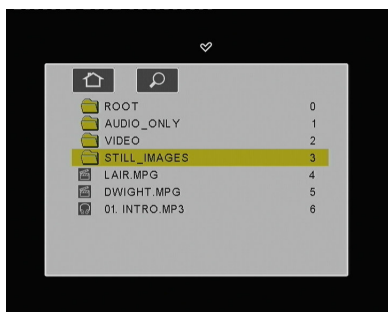 ROOT 0
AUDIO_ONLY 1
VIDEO 2
STILL_IMAGES 3
LAIR.MPG 4
DWIGHT.MPG 5
01. INTRO.MP3 6